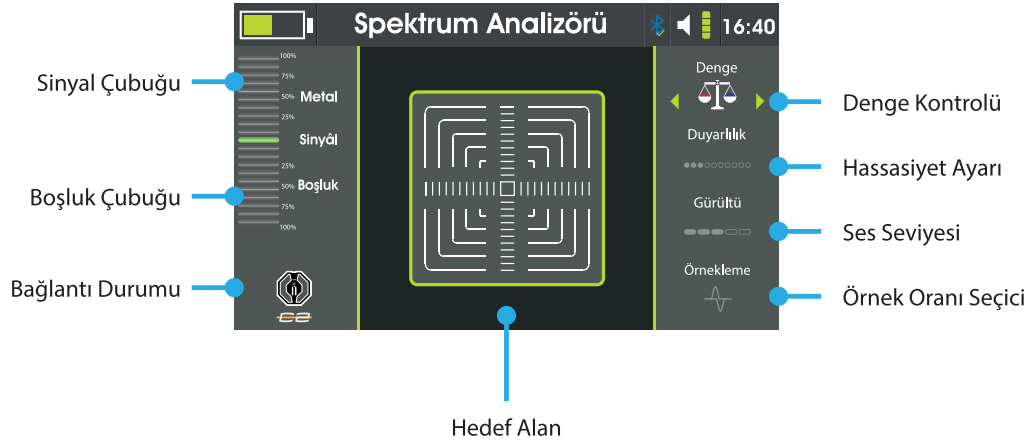 Spektrum Analizörü
16:40
Sinyal Çubuğu
Boşluk Çubuğu
Bağlantı Durumu
100%
75%
50%
Metal
25%
Sinyâl
25%
50%
Boşluk
75%
100%
Denge
Duyarlılık
Gürültü
Örnekleme
Denge Kontrolü
Hassasiyet Ayarı
Ses Seviyesi
Örnek Oranı Seçici
Hedef Alan